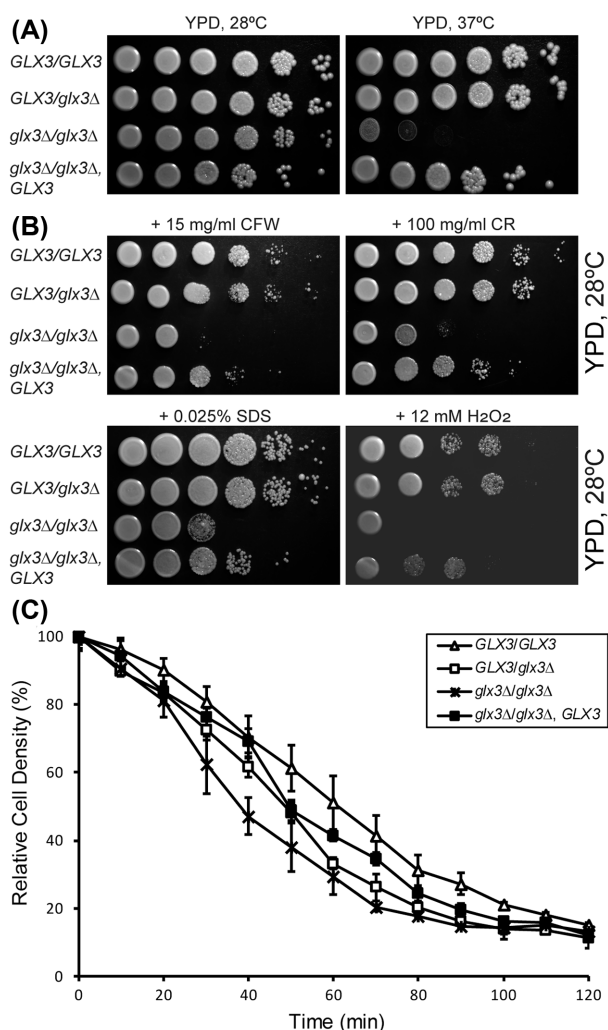 (A)
YPD, 28ºC
YPD, 37ºC
GLX3/GLX3
GLX3/glx3Δ
glx3Δ/glx3Δ
glx3Δ/glx3Δ,
GLX3
(B)
+ 15 mg/ml CFW
+ 100 mg/ml CR
GLX3/GLX3
GLX3/glx3Δ
glx3Δ/glx3Δ
glx3Δ/glx3Δ,
GLX3
YPD, 28ºC
+ 0.025% SDS
+ 12 mM H2O2
GLX3/GLX3
GLX3/glx3Δ
glx3Δ/glx3Δ
glx3Δ/glx3Δ,
GLX3
YPD, 28ºC
(C)
Relative Cell Density (%)
100
80
60
40
20
0
GLX3/GLX3
GLX3/glx3Δ
glx3Δ/glx3Δ
glx3Δ/glx3Δ, GLX3
0 20 40 60 80 100 120
Time (min)